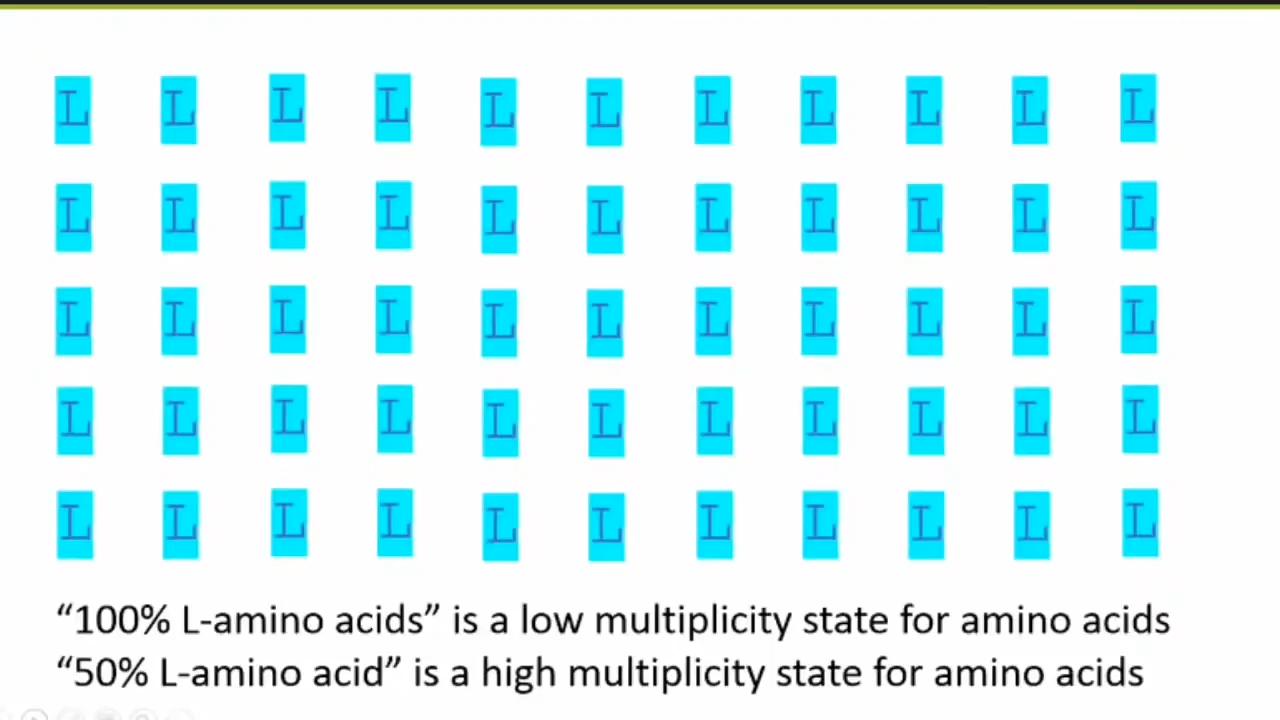 L L L L L L L L L L L
L L L L L L L L L L L
L L L L L L L L L L L
L L L L L L L L L L L
L L L L L L L L L L L
“100% L-amino acids” is a low multiplicity state for amino acids
“50% L-amino acid” is a high multiplicity state for amino acids